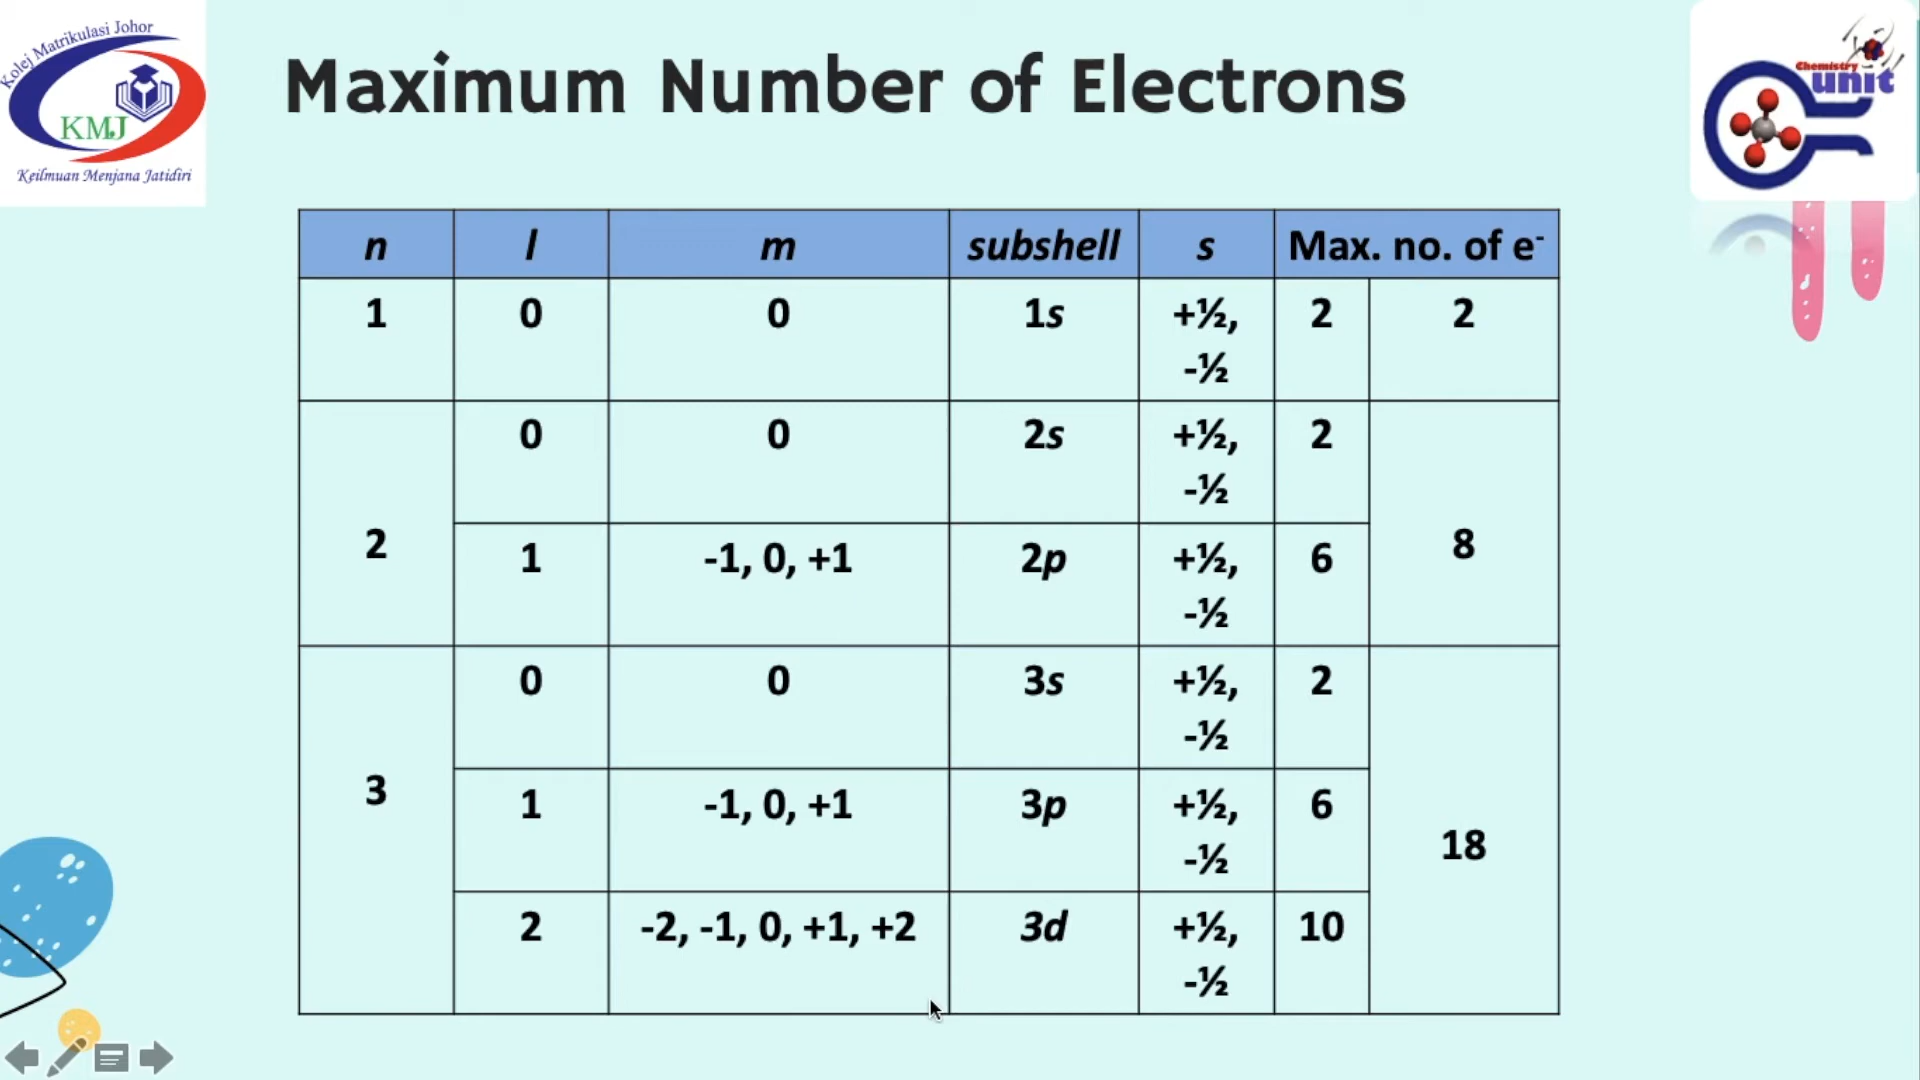 Kolej Matrikulasi Johor
KMJ
Keilmuan Menjana Jatidiri
Maximum Number of Electrons
Chemistry
unit
n l m subshell s Max. no. of e⁻
1 0 0 1s +½, 2 2
-½
2 0 0 2s +½, 2 8
-½
1 -1, 0, +1 2p +½, 6
-½
3 0 0 3s +½, 2 18
-½
1 -1, 0, +1 3p +½, 6
-½
2 -2, -1, 0, +1, +2 3d +½, 10
-½